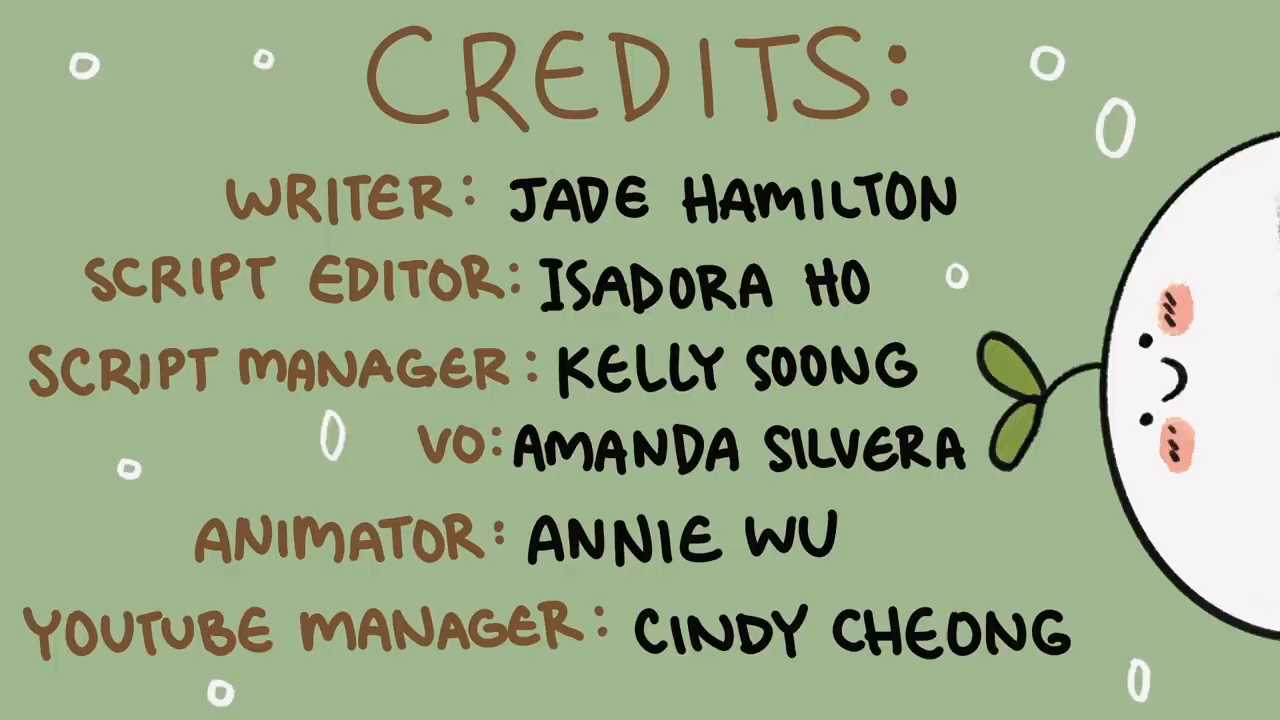 CREDITS:
WRITER: JADE HAMILTON
SCRIPT EDITOR: ISADORA HO
SCRIPT MANAGER: KELLY SOONG
VO: AMANDA SILVERA
ANIMATOR: ANNIE WU
YOUTUBE MANAGER: CINDY CHEONG